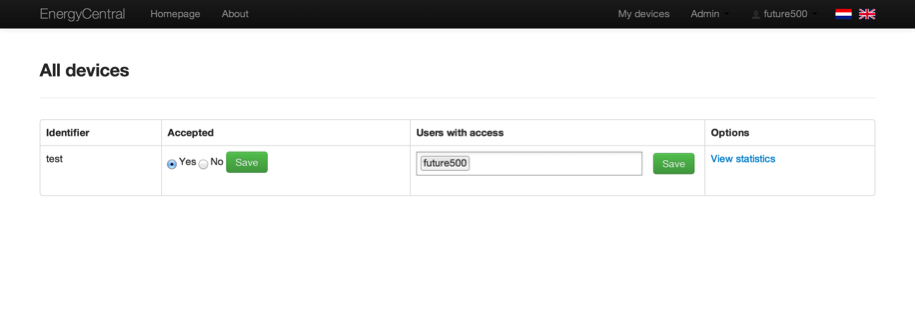 EnergyCentral Homepage About My devices Admin future500
All devices
Identifier Accepted Users with access Options
test Yes No Save future500 Save View statistics